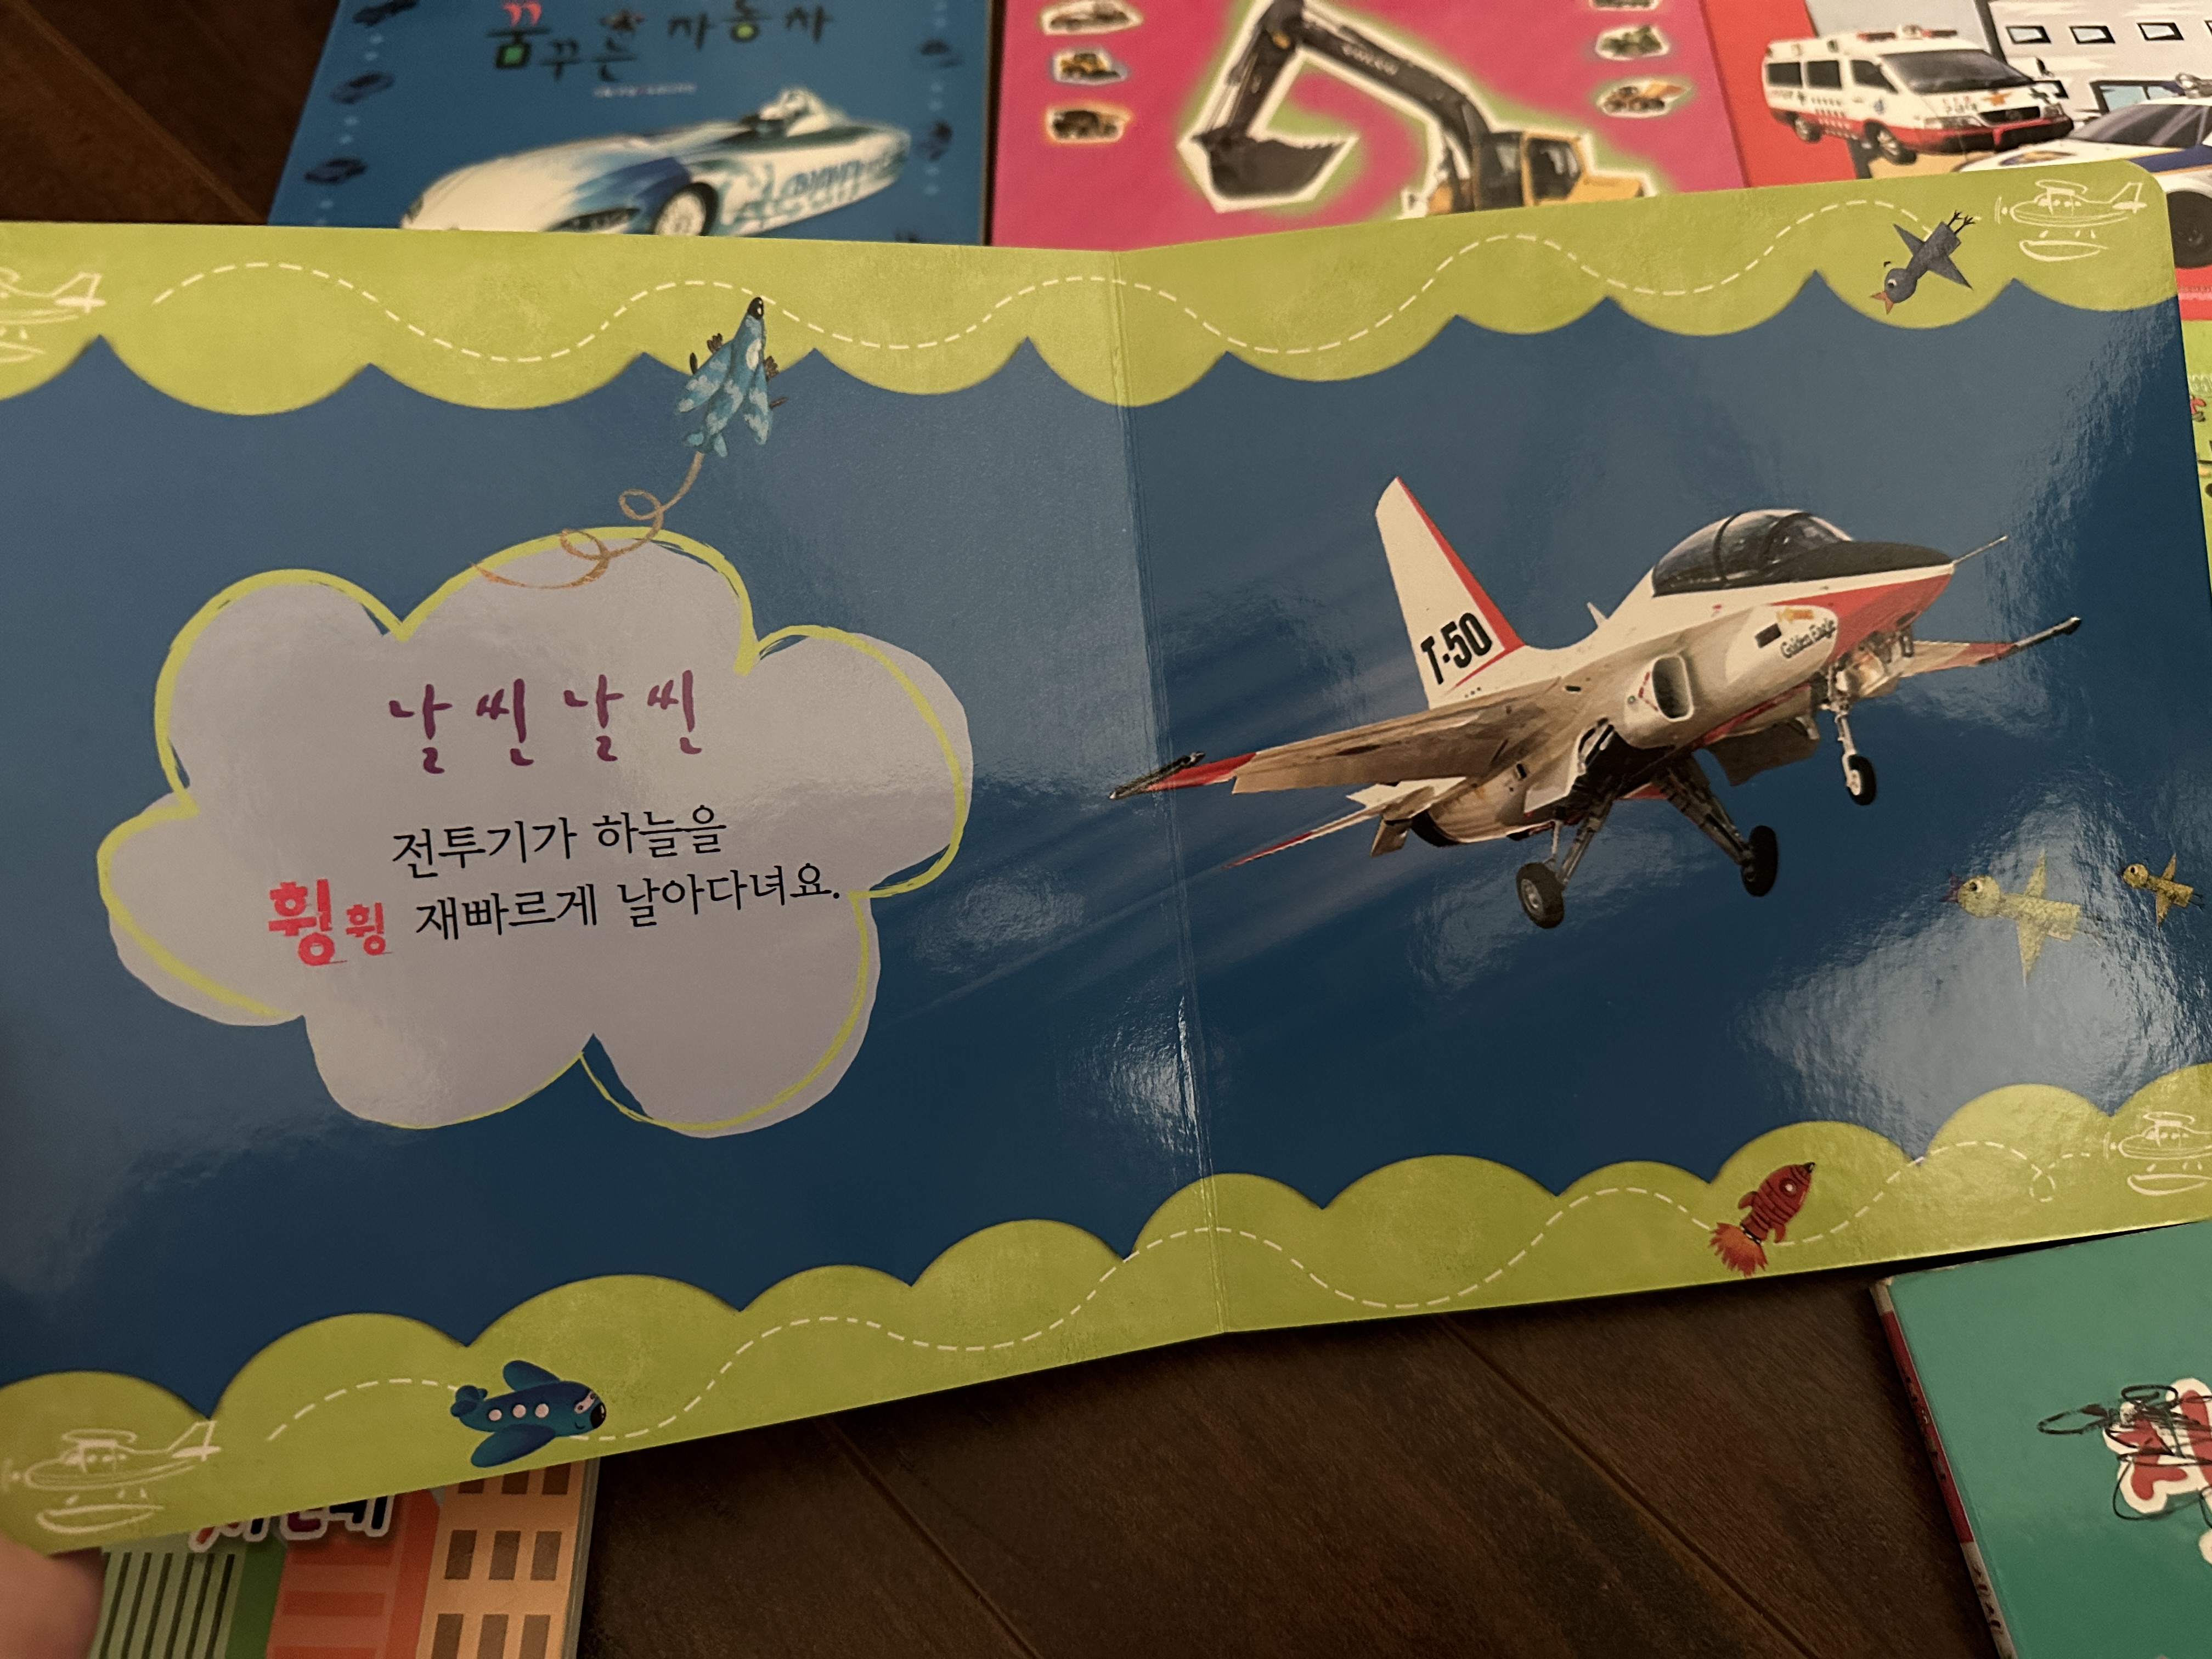 꿈꾸는 자동차
날씬 날씬
전투기가 하늘을
휭휭 재빠르게 날아다녀요.
T-50
Golden Eagle